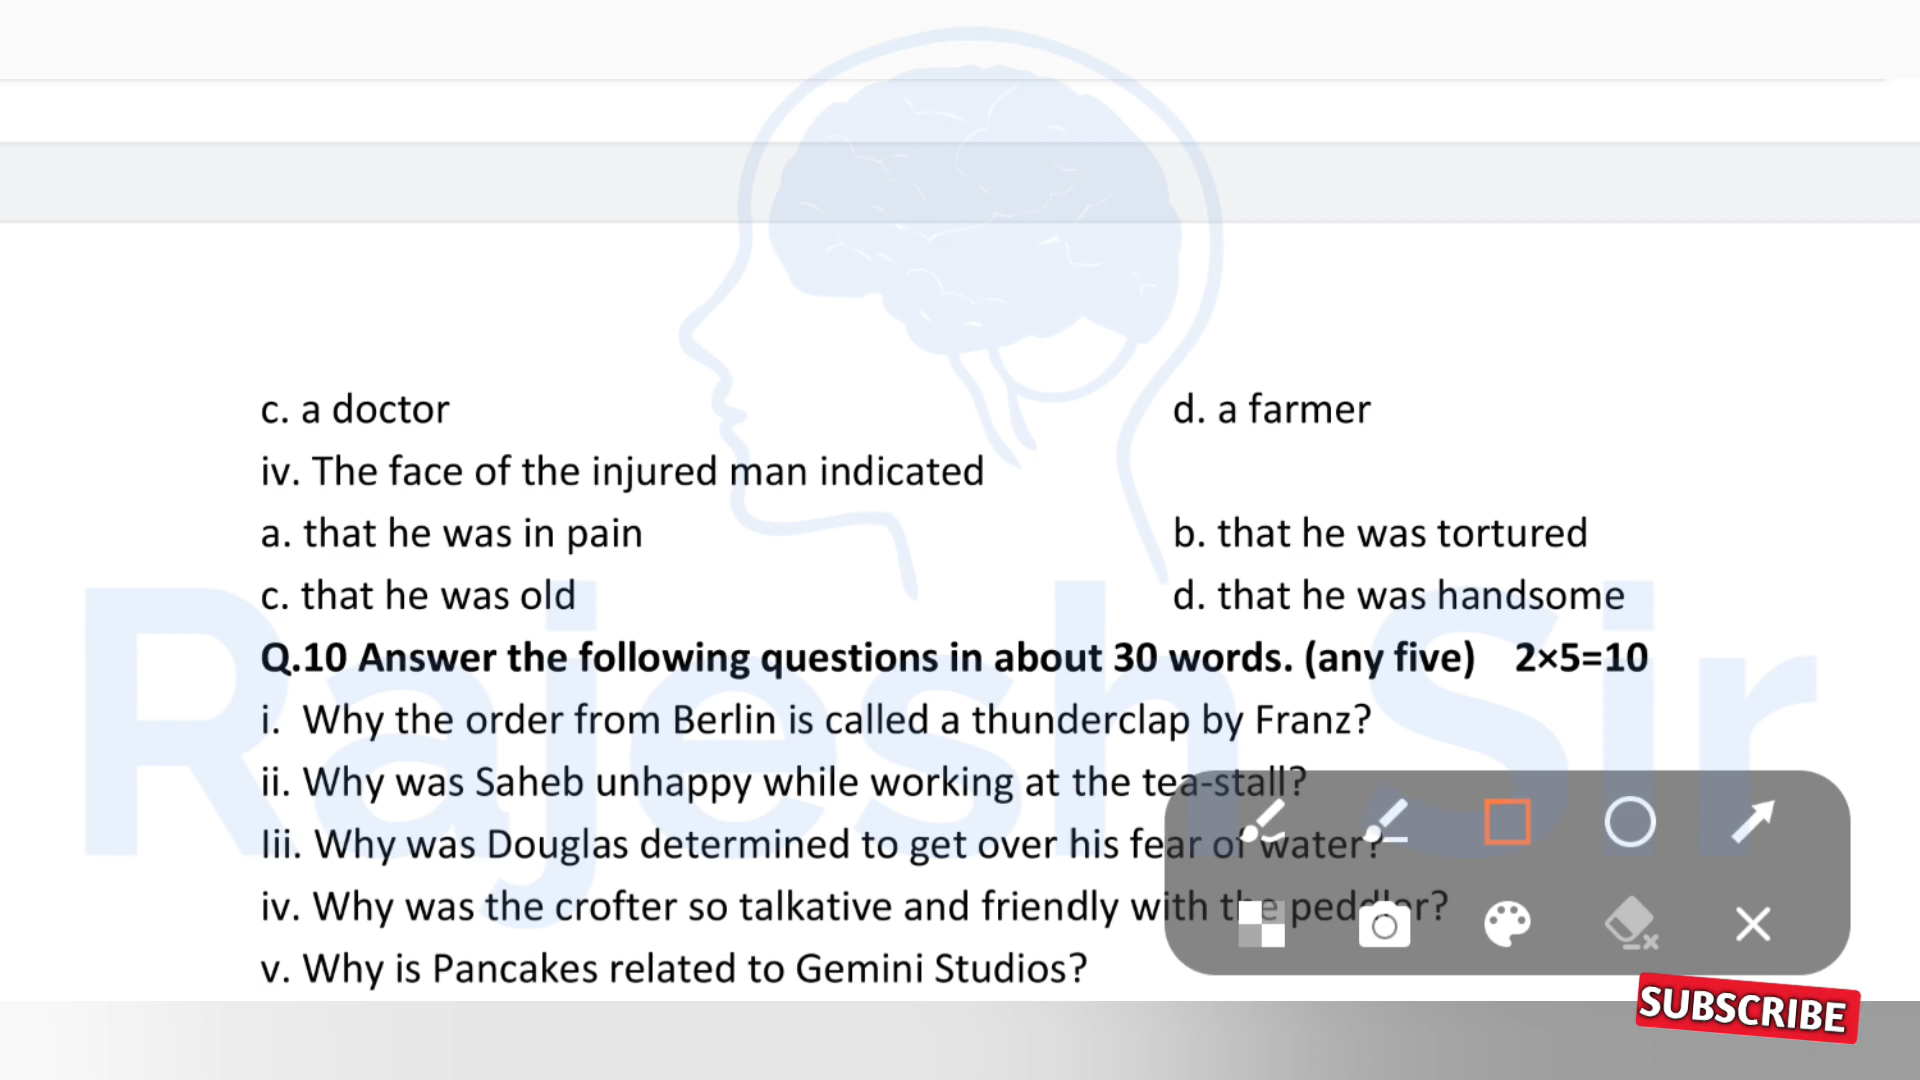 c. a doctor d. a farmer
iv. The face of the injured man indicated
a. that he was in pain b. that he was tortured
c. that he was old d. that he was handsome
Q.10 Answer the following questions in about 30 words. (any five) 2×5=10
i. Why the order from Berlin is called a thunderclap by Franz?
ii. Why was Saheb unhappy while working at the tea-stall?
Iii. Why was Douglas determined to get over his fear of water?
iv. Why was the crofter so talkative and friendly with the peddler?
v. Why is Pancakes related to Gemini Studios?
Rajesh Sir
SUBSCRIBE